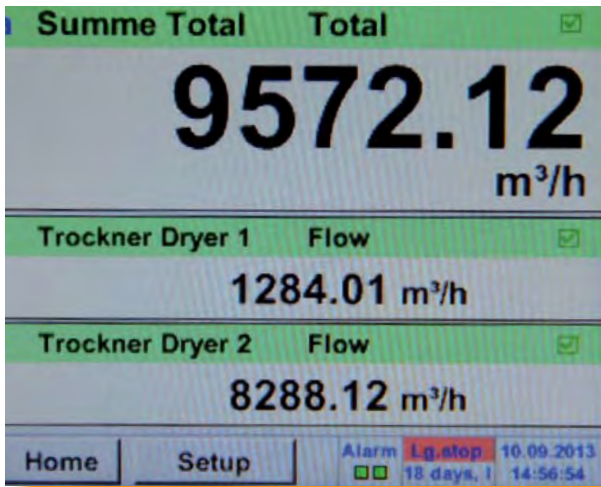 Summe Total Total
9572.12
m³/h
Trockner Dryer 1 Flow
1284.01 m³/h
Trockner Dryer 2 Flow
8288.12 m³/h
Home Setup Alarm Lg.stop 10.09.2013
18 days, 14:56:54